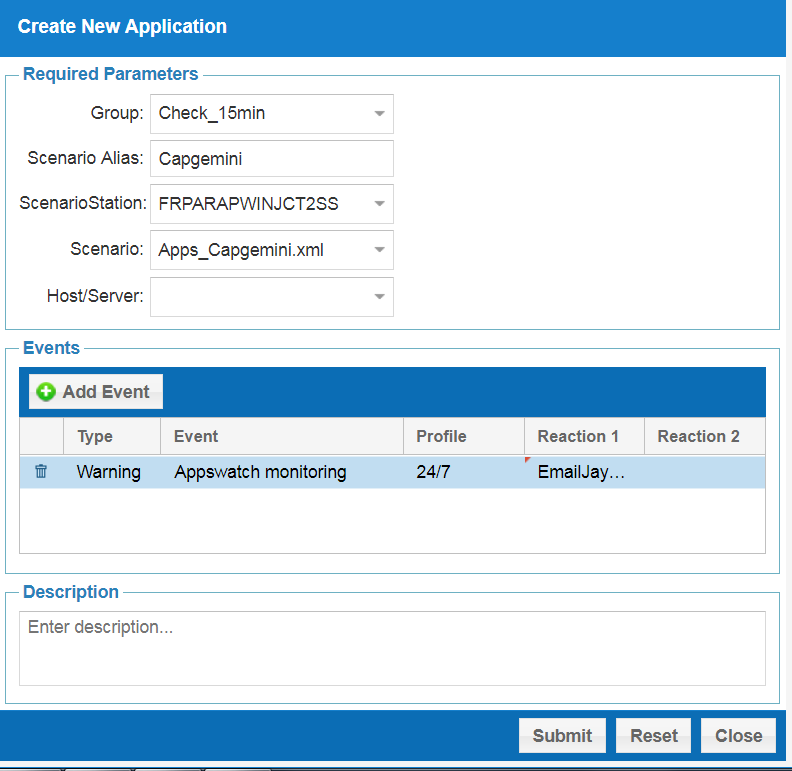 Create New Application
Required Parameters
Group: Check_15min
Scenario Alias: Capgemini
ScenarioStation: FRPARAPWINJCT2SS
Scenario: Apps_Capgemini.xml
Host/Server:
Events
Add Event
Type Event Profile Reaction 1 Reaction 2
Warning Appswatch monitoring 24/7 EmailJay...
Description
Enter description...
Submit Reset Close